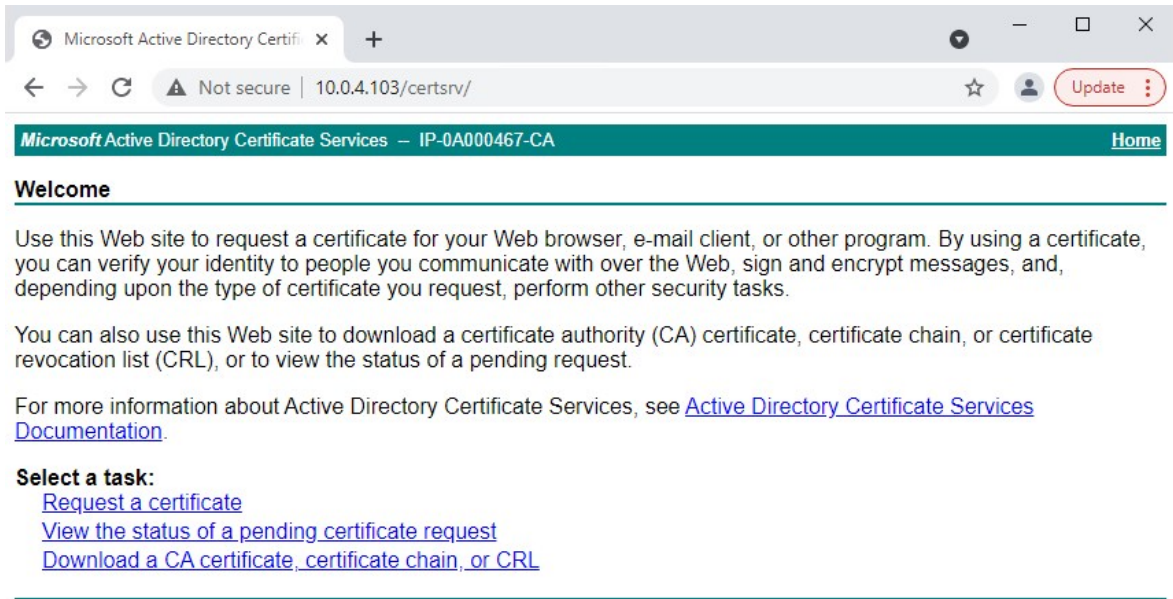 Microsoft Active Directory Certifi
Not secure | 10.0.4.103/certsrv/
Update
Microsoft Active Directory Certificate Services -- IP-0A000467-CA Home
Welcome
Use this Web site to request a certificate for your Web browser, e-mail client, or other program. By using a certificate,
you can verify your identity to people you communicate with over the Web, sign and encrypt messages, and,
depending upon the type of certificate you request, perform other security tasks.
You can also use this Web site to download a certificate authority (CA) certificate, certificate chain, or certificate
revocation list (CRL), or to view the status of a pending request.
For more information about Active Directory Certificate Services, see Active Directory Certificate Services
Documentation.
Select a task:
Request a certificate
View the status of a pending certificate request
Download a CA certificate, certificate chain, or CRL